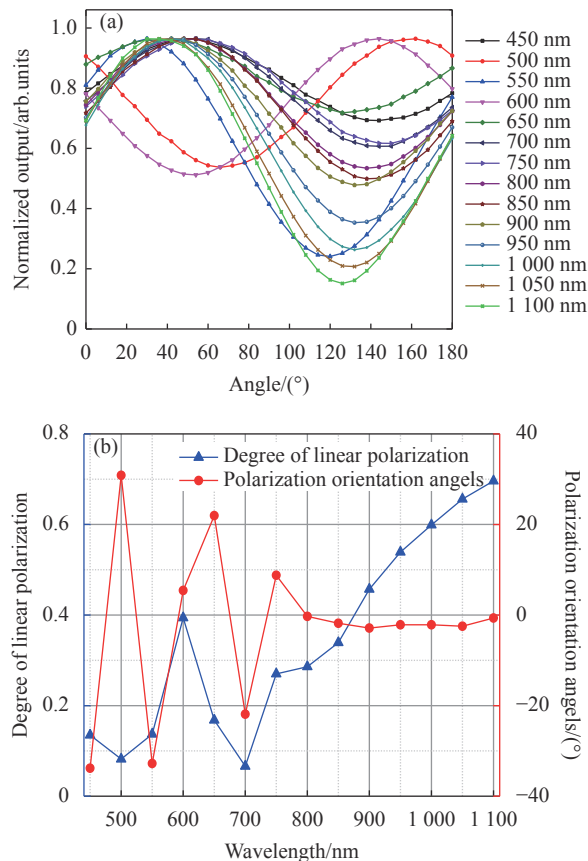 (a)
Normalized output/arb.units
1.0
0.8
0.6
0.4
0.2
0
0 20 40 60 80 100 120 140 160 180
Angle/(°)
450 nm
500 nm
550 nm
600 nm
650 nm
700 nm
750 nm
800 nm
850 nm
900 nm
950 nm
1 000 nm
1 050 nm
1 100 nm
(b)
Degree of linear polarization
Polarization orientation angels
Degree of linear polarization
0.8
0.6
0.4
0.2
0
40
20
0
−20
−40
Polarization orientation angels/(°)
500 600 700 800 900 1 000 1 100
Wavelength/nm